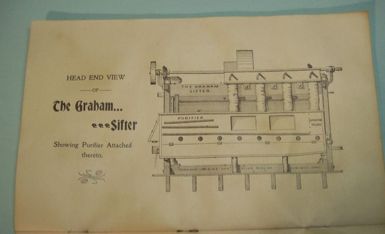 HEAD END VIEW
OF
The Graham...
Sifter
Showing Purifier Attached
thereto.
THE GRAHAM
SIFTER.
PURIFIER